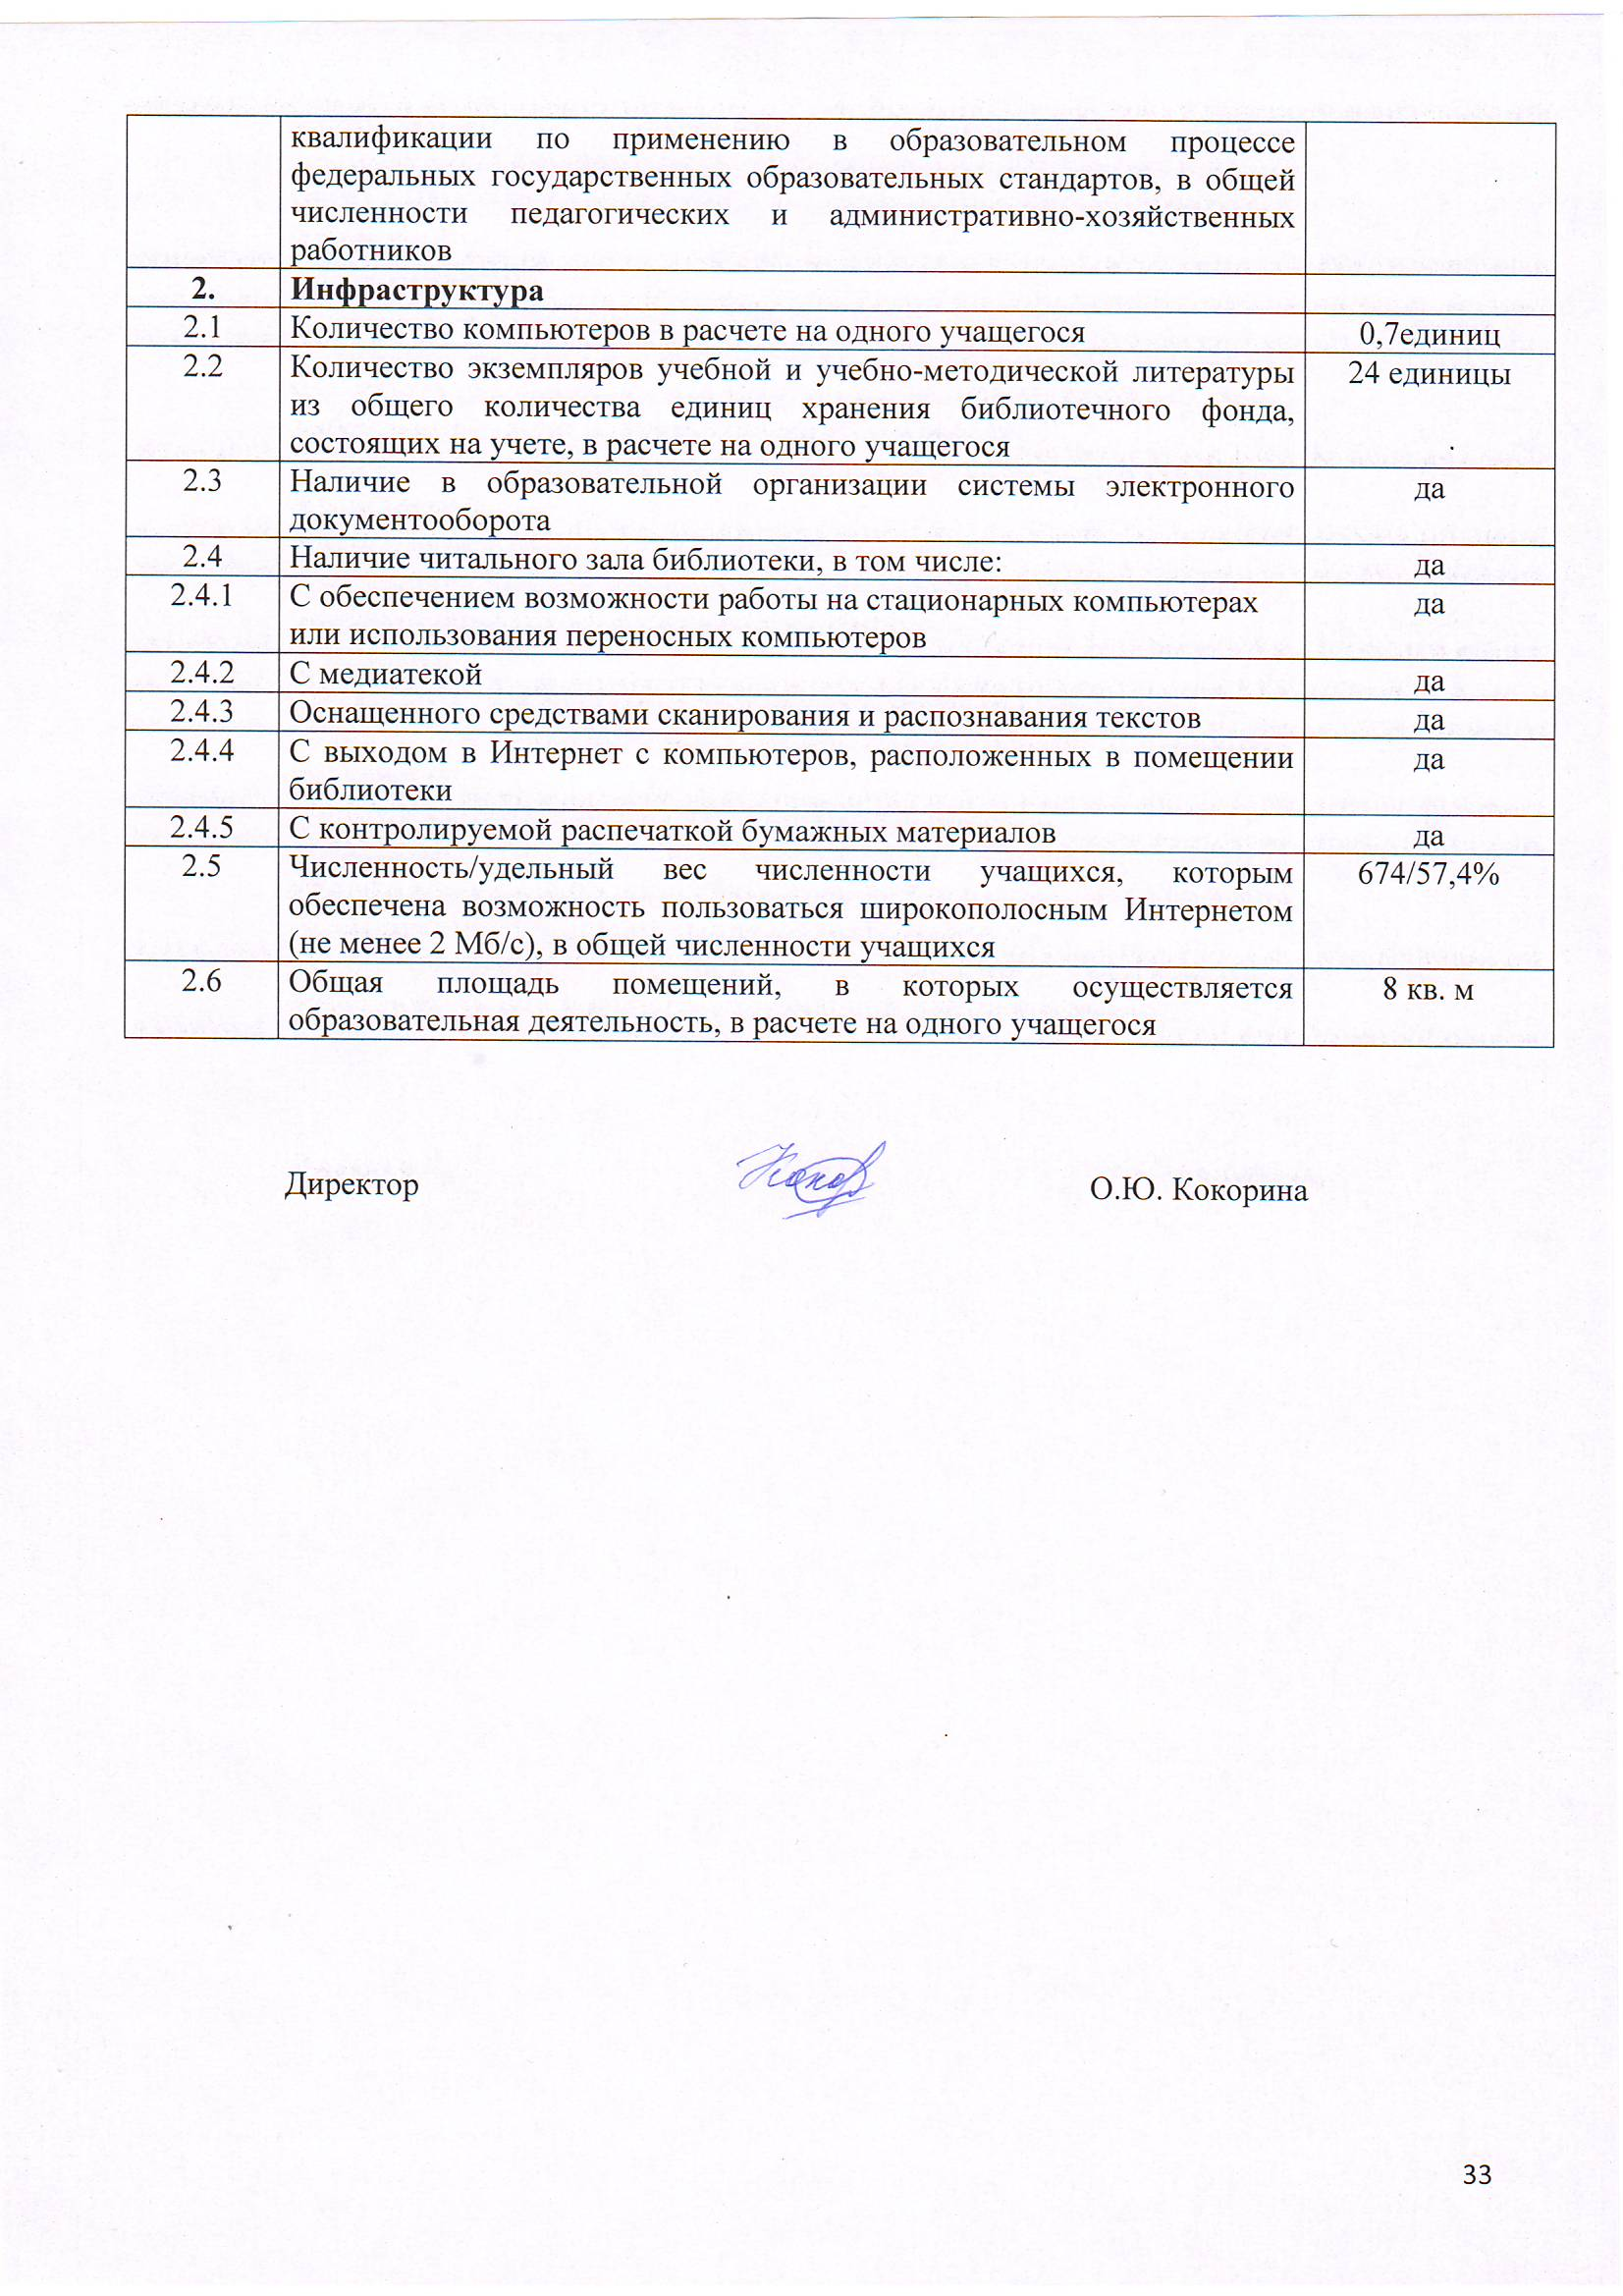 квалификации по применению в образовательном процессе
федеральных государственных образовательных стандартов, в общей
численности педагогических и административно-хозяйственных
работников
2. Инфраструктура
2.1 Количество компьютеров в расчете на одного учащегося 0,7единиц
2.2 Количество экземпляров учебной и учебно-методической литературы 24 единицы
из общего количества единиц хранения библиотечного фонда,
состоящих на учете, в расчете на одного учащегося
2.3 Наличие в образовательной организации системы электронного да
документооборота
2.4 Наличие читального зала библиотеки, в том числе: да
2.4.1 С обеспечением возможности работы на стационарных компьютерах да
или использования переносных компьютеров
2.4.2 С медиатекой да
2.4.3 Оснащенного средствами сканирования и распознавания текстов да
2.4.4 С выходом в Интернет с компьютеров, расположенных в помещении да
библиотеки
2.4.5 С контролируемой распечаткой бумажных материалов да
2.5 Численность/удельный вес численности учащихся, которым 674/57,4%
обеспечена возможность пользоваться широкополосным Интернетом
(не менее 2 Мб/с), в общей численности учащихся
2.6 Общая площадь помещений, в которых осуществляется 8 кв. м
образовательная деятельность, в расчете на одного учащегося
Директор О.Ю. Кокорина
33